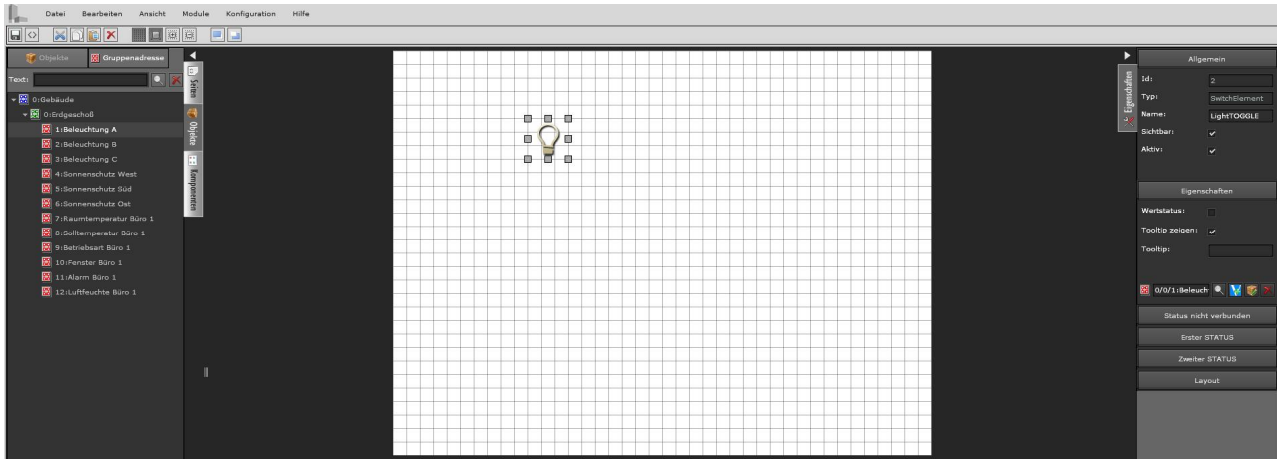 Datei Bearbeiten Ansicht Module Konfiguration Hilfe
Objekte Gruppenadresse
Text:
0:Gebäude
0:Erdgeschoß
1:Beleuchtung A
2:Beleuchtung B
3:Beleuchtung C
4:Sonnenschutz West
5:Sonnenschutz Süd
6:Sonnenschutz Ost
7:Raumtemperatur Büro 1
8:Solltemperatur Büro 1
9:Betriebsart Büro 1
10:Fenster Büro 1
11:Alarm Büro 1
12:Luftfeuchte Büro 1
Seiten
Objekte
Komponenten
Eigenschaften
Allgemein
Id: 2
Typ: SwitchElement
Name: LightTOGGLE
Sichtbar:
Aktiv:
Eigenschaften
Wertstatus:
Tooltip zeigen:
Tooltip:
0/0/1:Beleuch
Status nicht verbunden
Erster STATUS
Zweiter STATUS
Layout